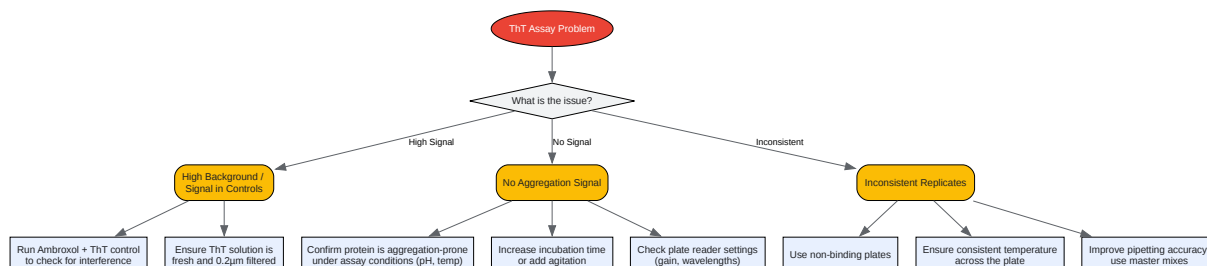 ThT Assay Problem
What is the issue?
High Signal
No Signal
Inconsistent
High Background /
Signal in Controls
No Aggregation Signal
Inconsistent Replicates
Run Ambroxol + ThT control
to check for interference
Ensure ThT solution is
fresh and 0.2µm filtered
Confirm protein is aggregation-prone
under assay conditions (pH, temp)
Increase incubation time
or add agitation
Check plate reader settings
(gain, wavelengths)
Use non-binding plates
Ensure consistent temperature
across the plate
Improve pipetting accuracy
use master mixes